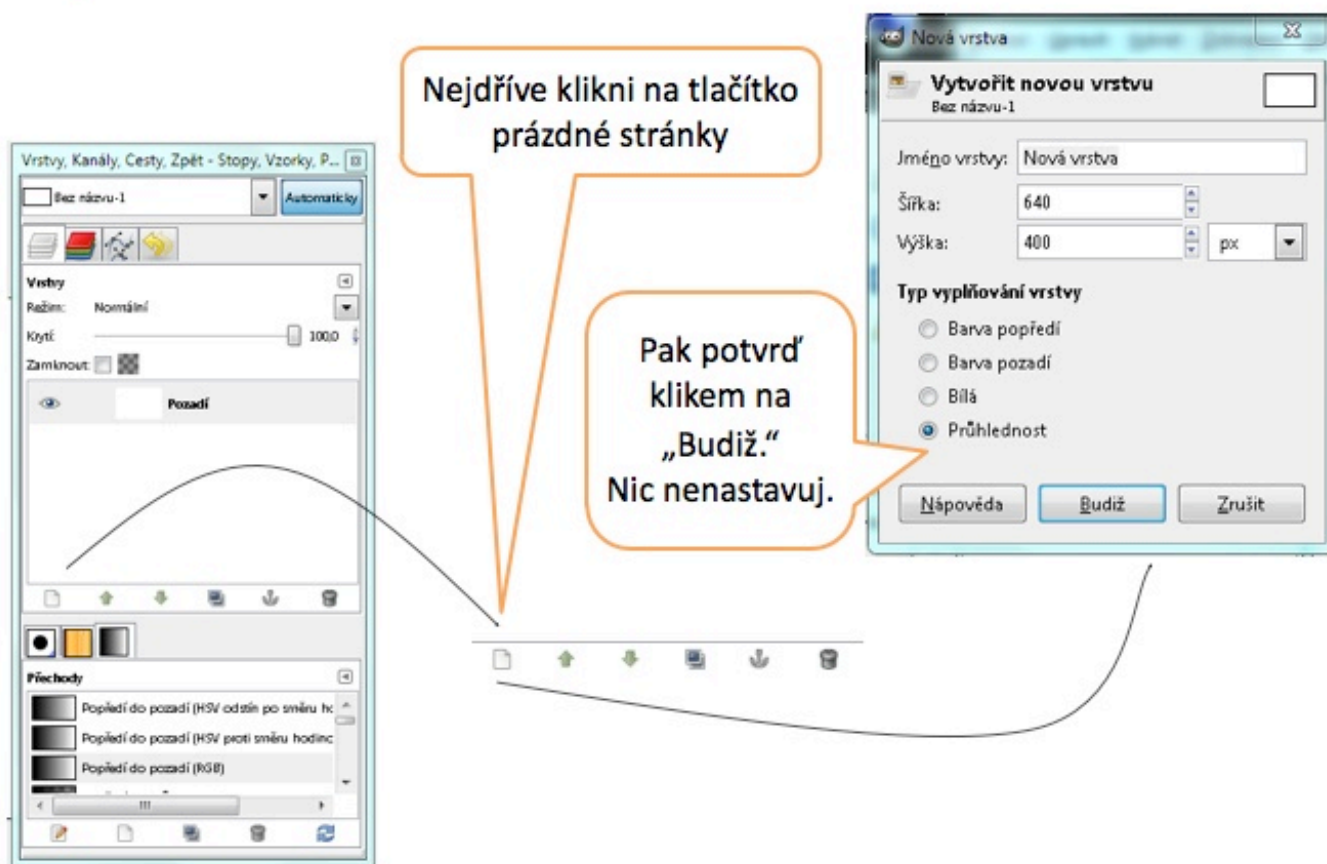 Nejdříve klikni na tlačítko
prázdné stránky
Vrstvy, Kanály, Cesty, Zpět - Stopy, Vzorky, P...
Bez názvu-1
Automaticky
Vrstvy
Režim: Normální
Krytí: 100,0
Zamknout:
Pozadí
Přechody
Popředí do pozadí (HSV odstín po směru hc
Popředí do pozadí (HSV proti směru hodinc
Popředí do pozadí (RGB)
Pak potvrď
klikem na
„Budiž.“
Nic nenastavuj.
Nová vrstva
Vytvořit novou vrstvu
Bez názvu-1
Jméno vrstvy: Nová vrstva
Šířka: 640
Výška: 400 px
Typ vyplňování vrstvy
Barva popředí
Barva pozadí
Bílá
Průhlednost
Nápověda Budiž Zrušit